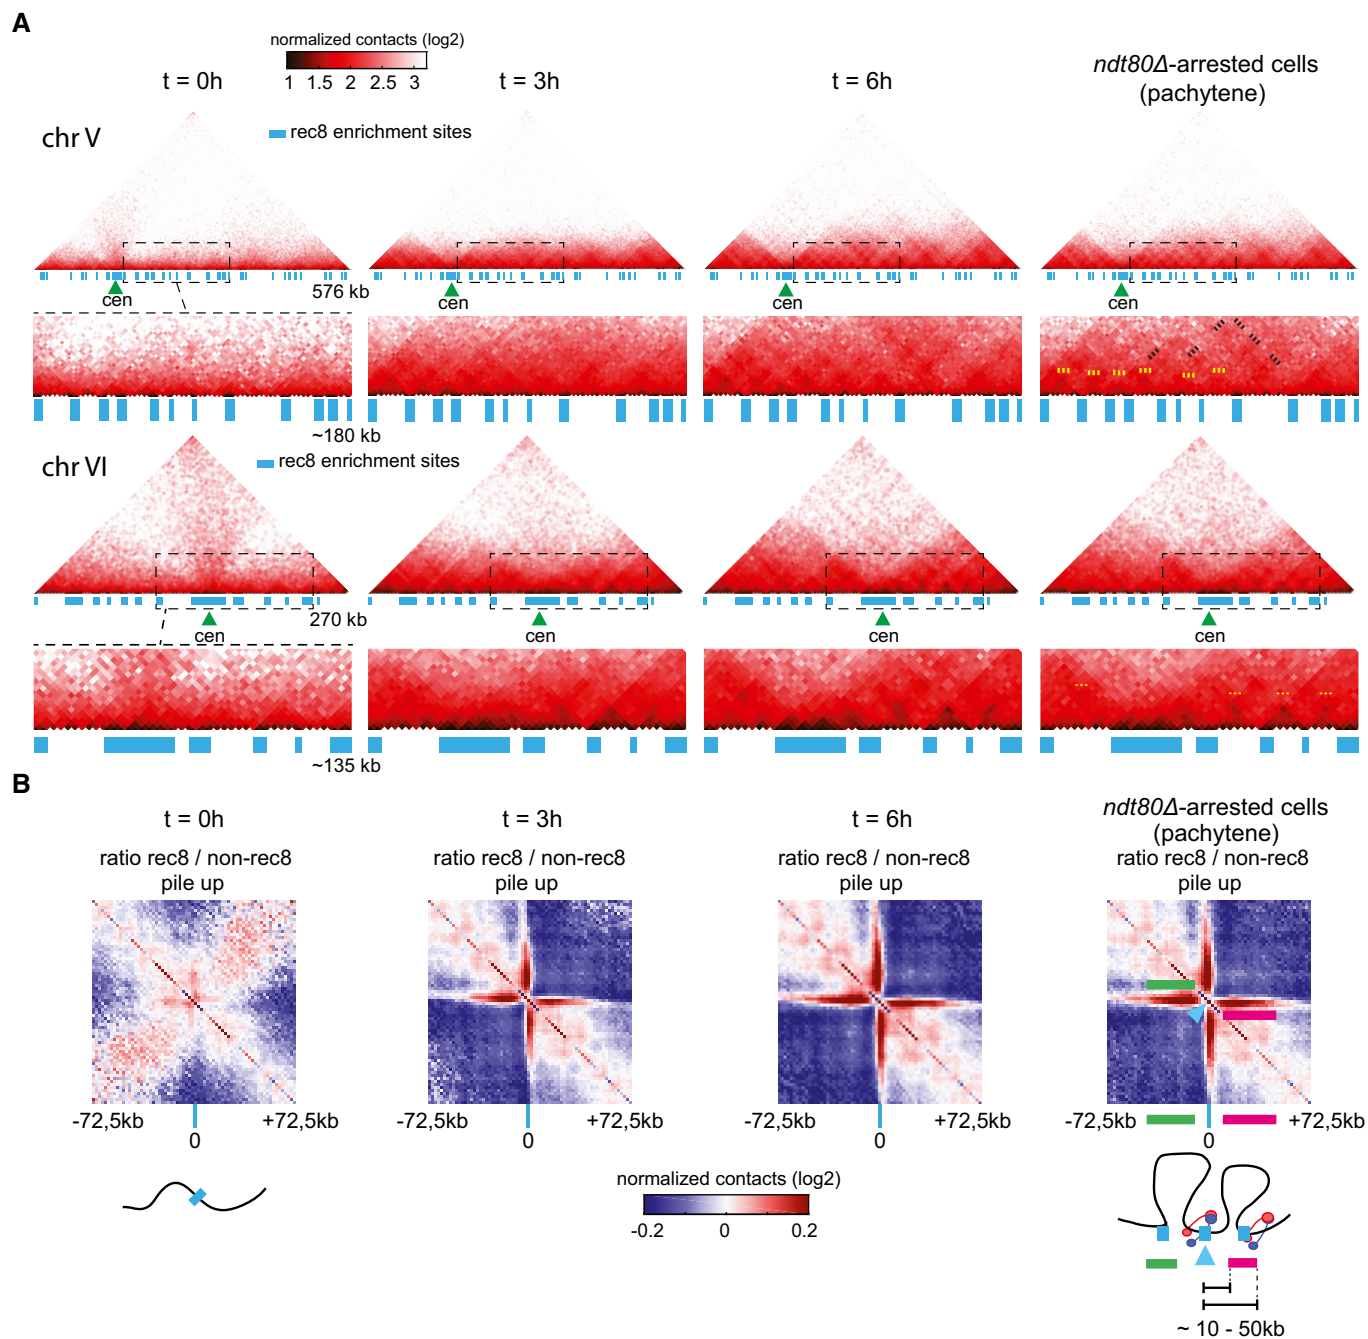 A
normalized contacts (log2)
1 1.5 2 2.5 3
t = 0h
t = 3h
t = 6h
ndt80Δ-arrested cells
(pachytene)
chr V
rec8 enrichment sites
cen
576 kb
cen
cen
cen
~180 kb
chr VI
rec8 enrichment sites
cen
270 kb
cen
cen
cen
~135 kb
B
t = 0h
t = 3h
t = 6h
ndt80Δ-arrested cells
(pachytene)
ratio rec8 / non-rec8
pile up
ratio rec8 / non-rec8
pile up
ratio rec8 / non-rec8
pile up
ratio rec8 / non-rec8
pile up
-72,5kb 0 +72,5kb
-72,5kb 0 +72,5kb
-72,5kb 0 +72,5kb
-72,5kb 0 +72,5kb
normalized contacts (log2)
-0.2 0 0.2
~ 10 - 50kb